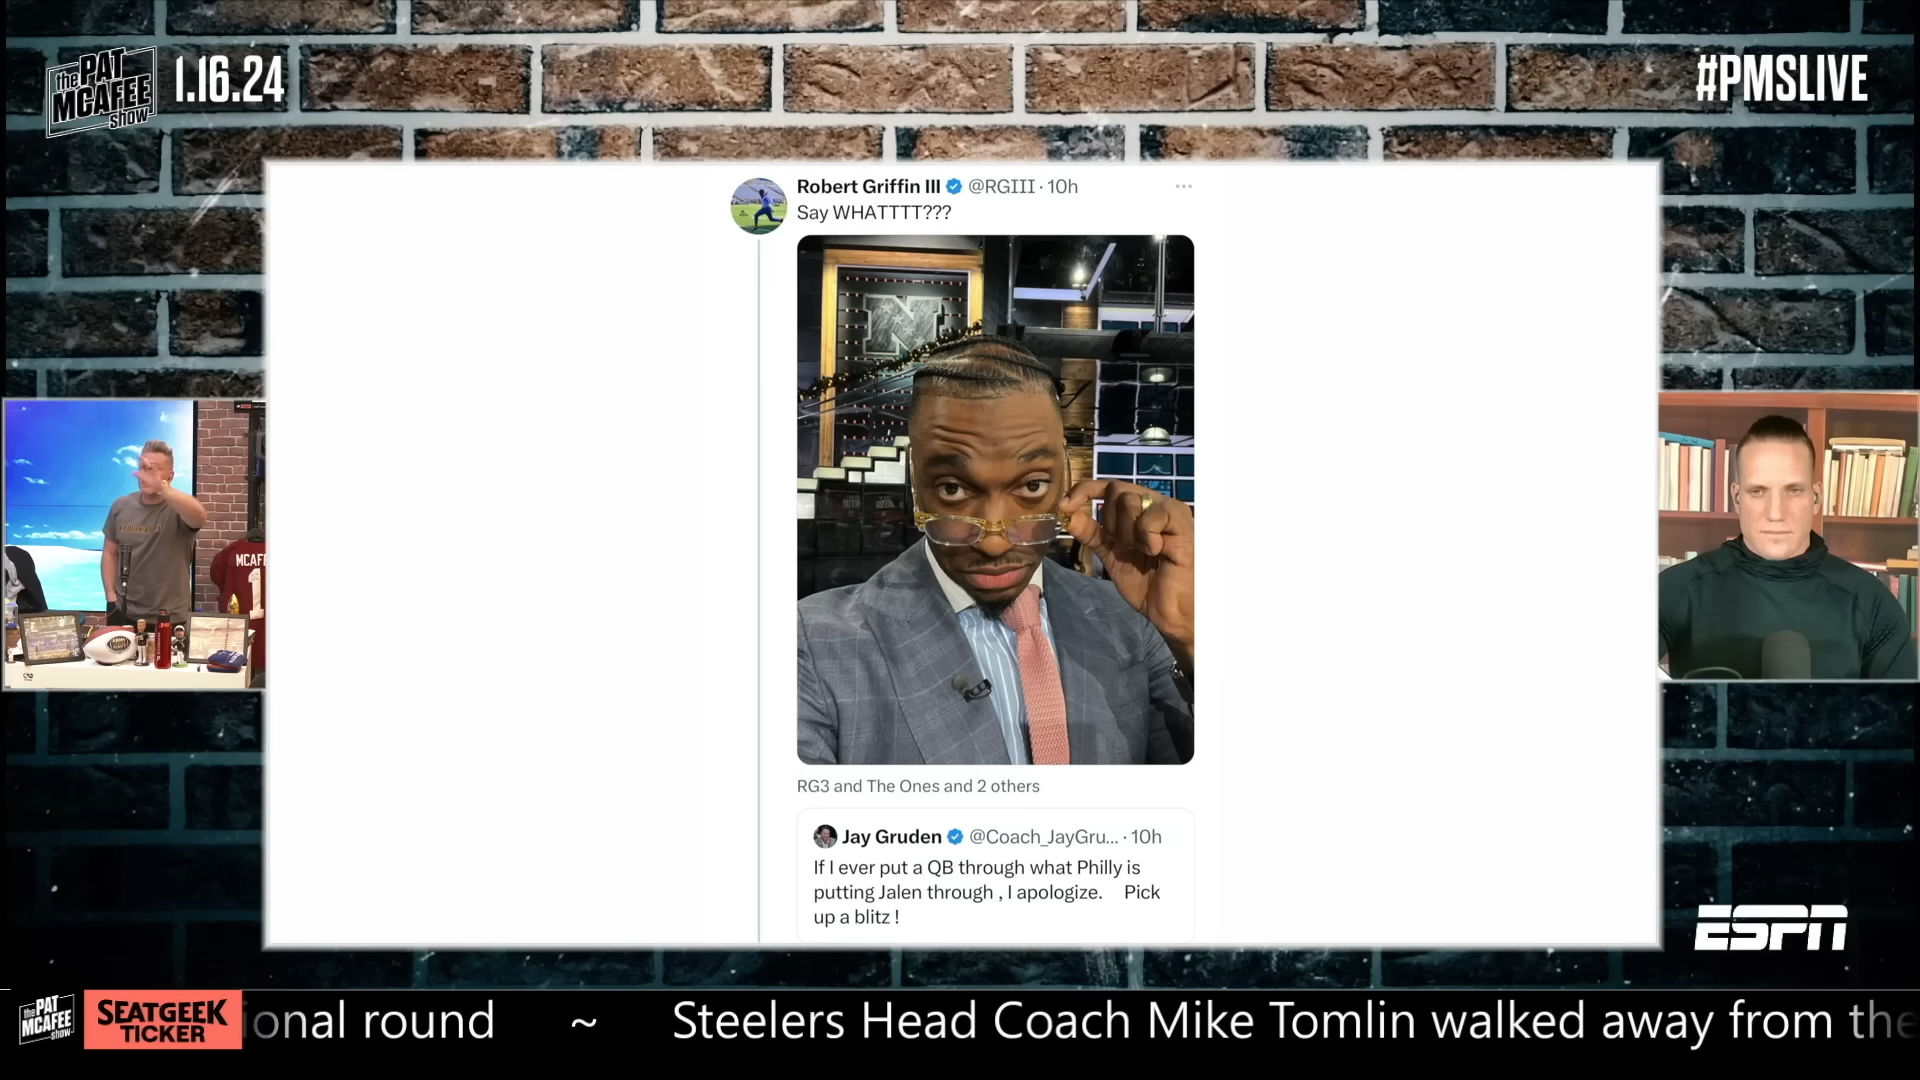 the PAT MCAFEE show
1.16.24
#PMSLIVE
Robert Griffin III @RGIII · 10h
Say WHATTTT???
N
RG3 and The Ones and 2 others
Jay Gruden @Coach_JayGru... · 10h
If I ever put a QB through what Philly is
putting Jalen through , I apologize. Pick
up a blitz !
MCAFE
1
ESPN
the PAT MCAFEE show
SEATGEEK
TICKER
ional round ~ Steelers Head Coach Mike Tomlin walked away from the